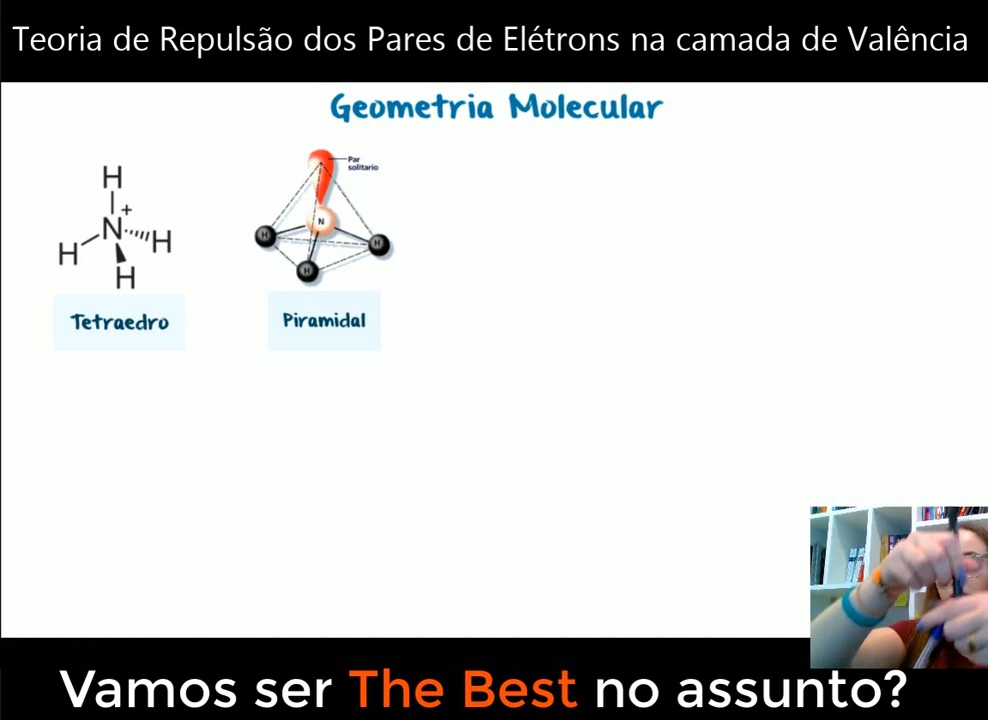 Teoria de Repulsão dos Pares de Elétrons na camada de Valência
Geometria Molecular
H
N+
H
H
H
Par
solitario
N
H
H
H
Tetraedro
Piramidal
Vamos ser The Best no assunto?